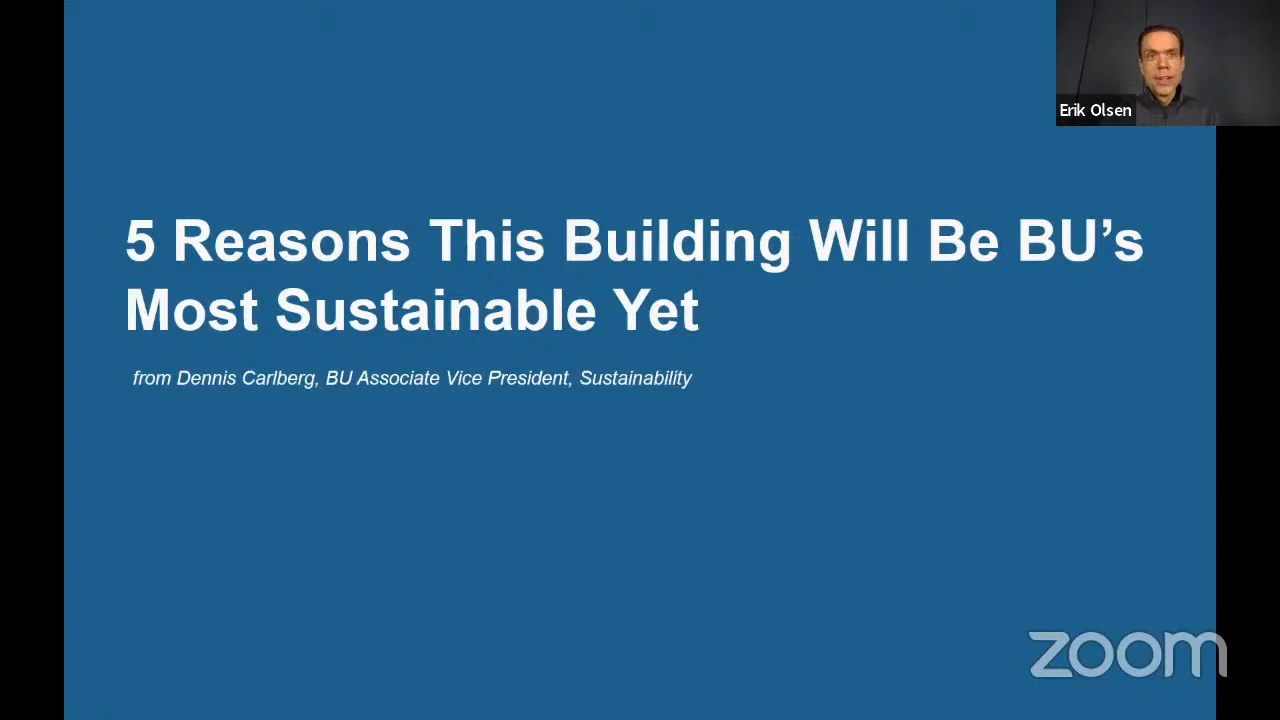 Erik Olsen
5 Reasons This Building Will Be BU’s
Most Sustainable Yet
from Dennis Carlberg, BU Associate Vice President, Sustainability
zoom